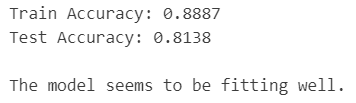 Train Accuracy: 0.8887
Test Accuracy: 0.8138
The model seems to be fitting well.